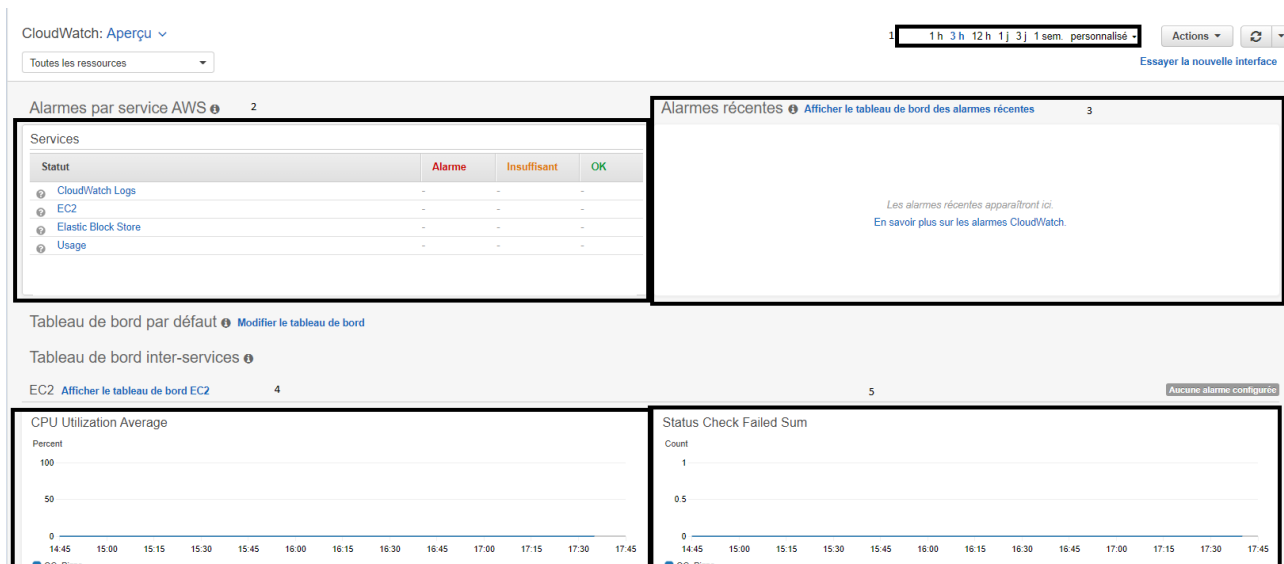 CloudWatch: Aperçu
1 1 h 3 h 12 h 1 j 3 j 1 sem. personnalisé
Actions
Toutes les ressources
Essayer la nouvelle interface
Alarmes par service AWS 2
Alarmes récentes Afficher le tableau de bord des alarmes récentes 3
Services
Statut Alarme Insuffisant OK
CloudWatch Logs - - -
EC2 - - -
Elastic Block Store - - -
Usage - - -
Les alarmes récentes apparaîtront ici.
En savoir plus sur les alarmes CloudWatch.
Tableau de bord par défaut Modifier le tableau de bord
Tableau de bord inter-services
EC2 Afficher le tableau de bord EC2 4
5
Aucune alarme configurée
CPU Utilization Average
Percent
100
50
0
14:45 15:00 15:15 15:30 15:45 16:00 16:15 16:30 16:45 17:00 17:15 17:30 17:45
Status Check Failed Sum
Count
1
0.5
0
14:45 15:00 15:15 15:30 15:45 16:00 16:15 16:30 16:45 17:00 17:15 17:30 17:45